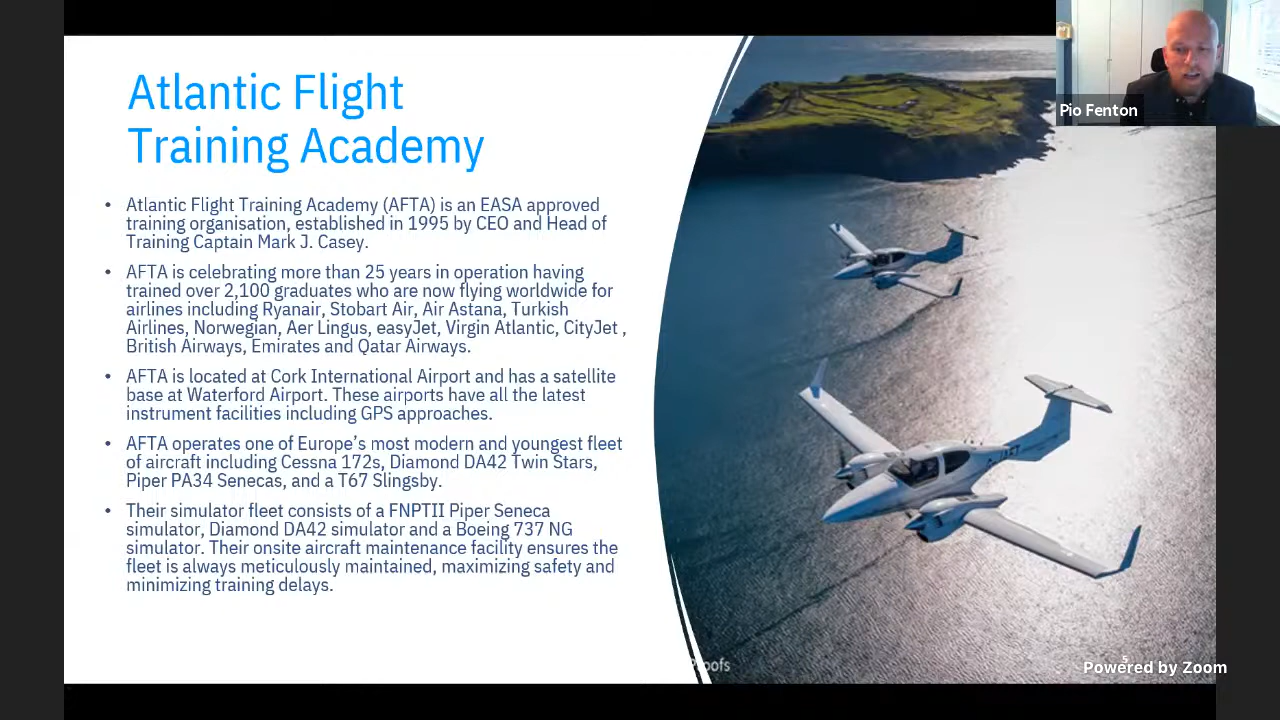 Atlantic Flight
Training Academy
• Atlantic Flight Training Academy (AFTA) is an EASA approved
training organisation, established in 1995 by CEO and Head of
Training Captain Mark J. Casey.
• AFTA is celebrating more than 25 years in operation having
trained over 2,100 graduates who are now flying worldwide for
airlines including Ryanair, Stobart Air, Air Astana, Turkish
Airlines, Norwegian, Aer Lingus, easyJet, Virgin Atlantic, CityJet ,
British Airways, Emirates and Qatar Airways.
• AFTA is located at Cork International Airport and has a satellite
base at Waterford Airport. These airports have all the latest
instrument facilities including GPS approaches.
• AFTA operates one of Europe's most modern and youngest fleet
of aircraft including Cessna 172s, Diamond DA42 Twin Stars,
Piper PA34 Senecas, and a T67 Slingsby.
• Their simulator fleet consists of a FNPTII Piper Seneca
simulator, Diamond DA42 simulator and a Boeing 737 NG
simulator. Their onsite aircraft maintenance facility ensures the
fleet is always meticulously maintained, maximizing safety and
minimizing training delays.
Pio Fenton
5
Powered by Zoom